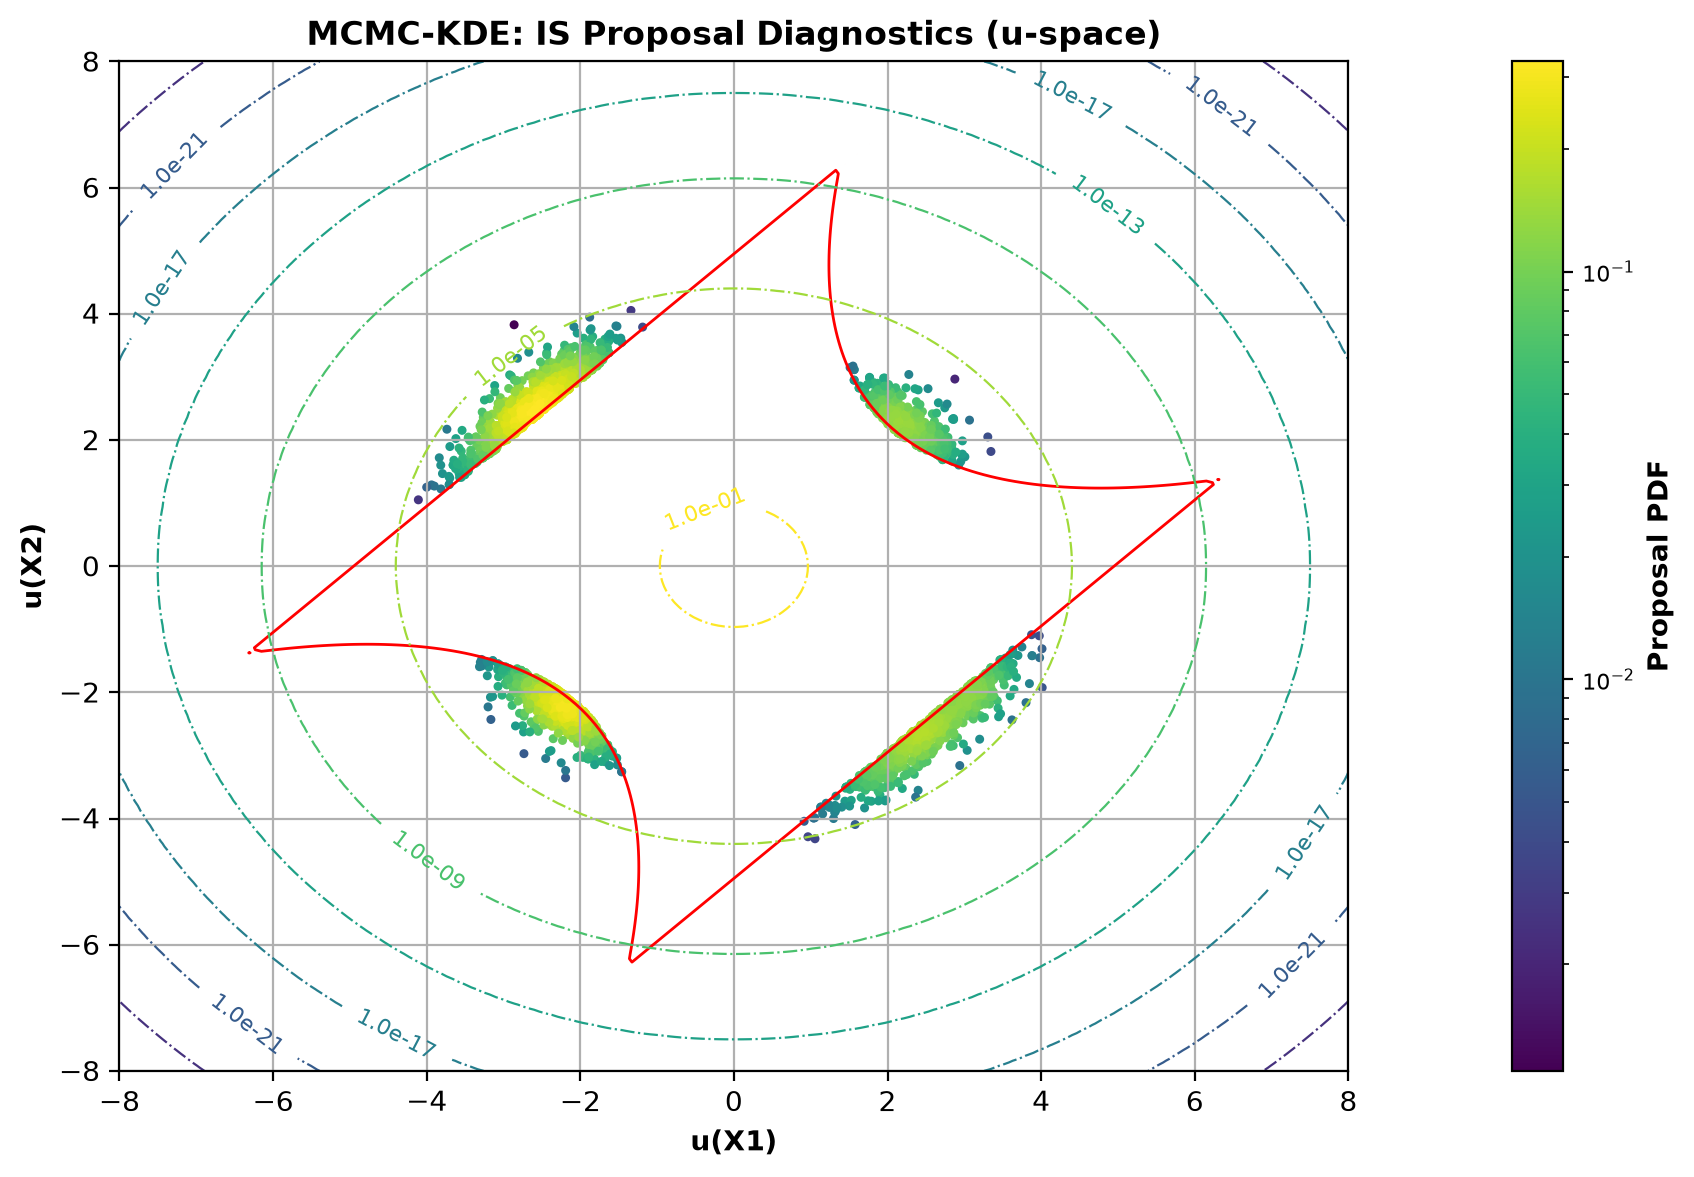 MCMC-KDE: IS Proposal Diagnostics (u-space)
8
6
4
2
0
−2
−4
−6
−8
u(X2)
−8 −6 −4 −2 0 2 4 6 8
u(X1)
1.0e-17
1.0e-21
1.0e-21
1.0e-13
1.0e-17
1.0e-05
1.0e-01
1.0e-17
1.0e-09
1.0e-21
1.0e-21
1.0e-17
10⁻¹
10⁻²
Proposal PDF